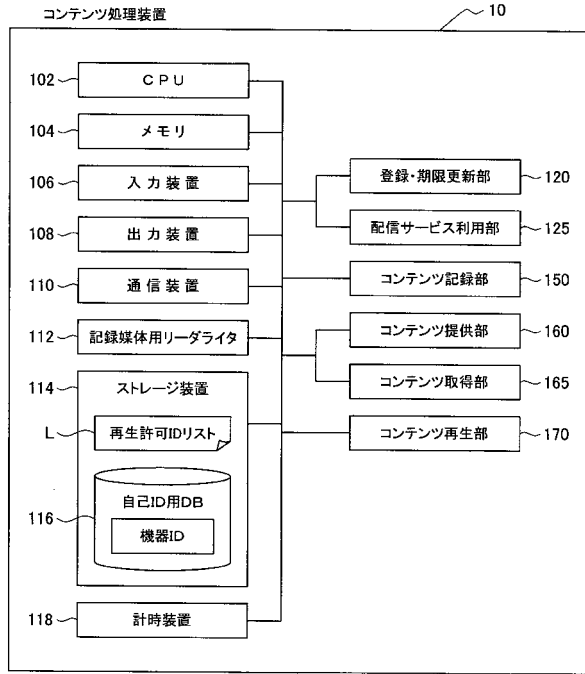 コンテンツ処理装置
10
102
CPU
104
メモリ
106
入力装置
108
出力装置
110
通信装置
112
記録媒体用リーダライタ
114
ストレージ装置
L
再生許可IDリスト
116
自己ID用DB
機器ID
118
計時装置
登録・期限更新部
120
配信サービス利用部
125
コンテンツ記録部
150
コンテンツ提供部
160
コンテンツ取得部
165
コンテンツ再生部
170